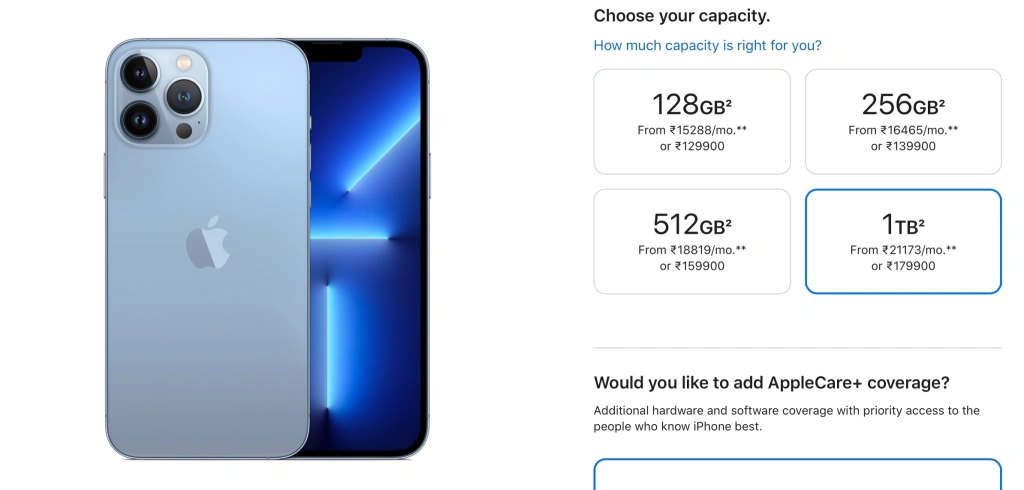 Choose your capacity.
How much capacity is right for you?
128GB²
From ₹15288/mo.**
or ₹129900
256GB²
From ₹16465/mo.**
or ₹139900
512GB²
From ₹18819/mo.**
or ₹159900
1TB²
From ₹21173/mo.**
or ₹179900
Would you like to add AppleCare+ coverage?
Additional hardware and software coverage with priority access to the
people who know iPhone best.